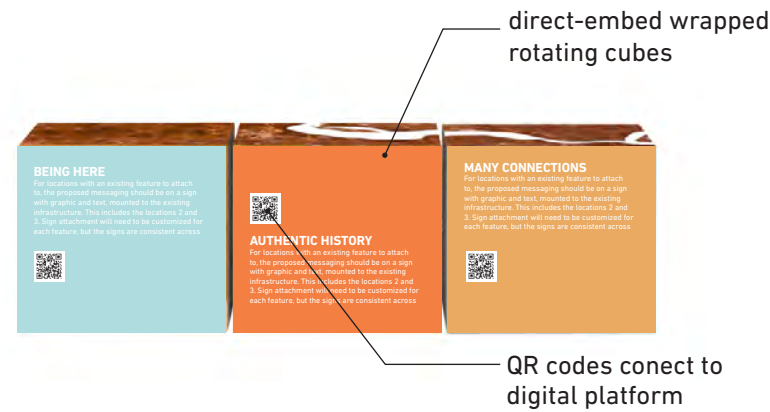 direct-embed wrapped
rotating cubes
BEING HERE
For locations with an existing feature to attach
to, the proposed messaging should be on a sign
with graphic and text, mounted to the existing
infrastructure. This includes the locations 2 and
3. Sign attachment will need to be customized for
each feature, but the signs are consistent across
AUTHENTIC HISTORY
For locations with an existing feature to attach
to, the proposed messaging should be on a sign
with graphic and text, mounted to the existing
infrastructure. This includes the locations 2 and
3. Sign attachment will need to be customized for
each feature, but the signs are consistent across
MANY CONNECTIONS
For locations with an existing feature to attach
to, the proposed messaging should be on a sign
with graphic and text, mounted to the existing
infrastructure. This includes the locations 2 and
3. Sign attachment will need to be customized for
each feature, but the signs are consistent across
QR codes conect to
digital platform